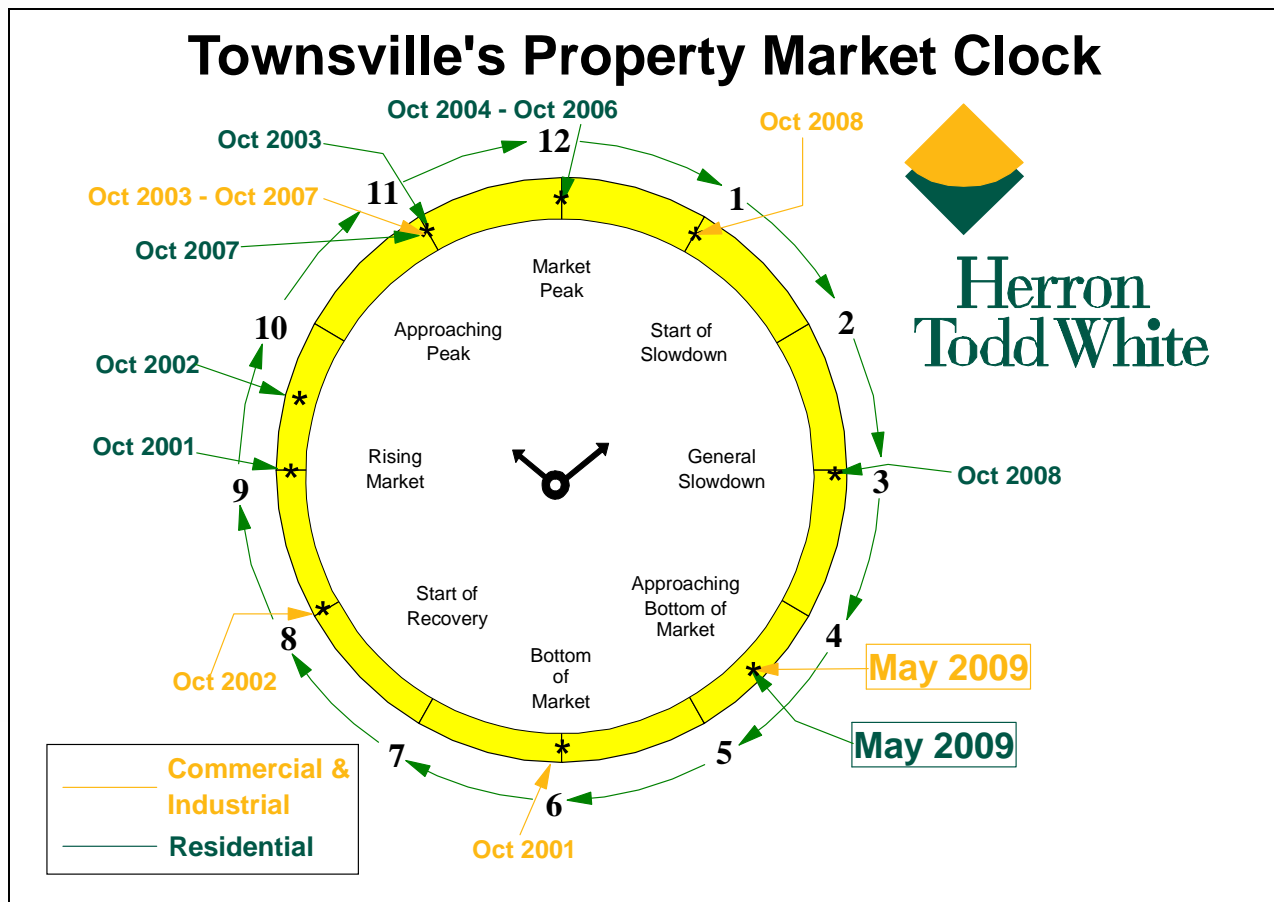 Townsville's Property Market Clock
Oct 2004 - Oct 2006
Oct 2008
Oct 2003
12
11
1
Oct 2003 - Oct 2007
Oct 2007
Market
Peak
Herron
Todd White
10
2
Approaching
Peak
Start of
Slowdown
Oct 2002
Oct 2001
Rising
Market
General
Slowdown
Oct 2008
9
3
Approaching
Bottom of
Market
Start of
Recovery
8
4
Bottom
of
Market
May 2009
Oct 2002
May 2009
7
5
6
Oct 2001
Commercial &
Industrial
Residential